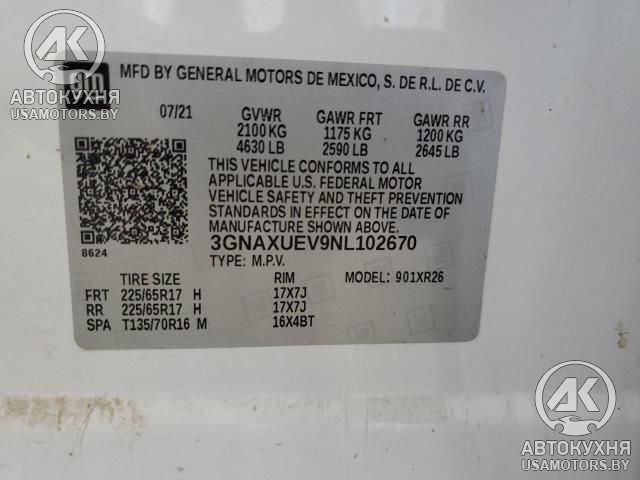 AK
АВТОКУХНЯ
USAMOTORS.BY
gm
MFD BY GENERAL MOTORS DE MEXICO, S. DE R.L. DE C.V.
07/21 GVWR GAWR FRT GAWR RR
2100 KG 1175 KG 1200 KG
4630 LB 2590 LB 2645 LB
THIS VEHICLE CONFORMS TO ALL
APPLICABLE U.S. FEDERAL MOTOR
VEHICLE SAFETY AND THEFT PREVENTION
STANDARDS IN EFFECT ON THE DATE OF
MANUFACTURE SHOWN ABOVE.
3GNAXUEV9NL102670
8624
TYPE: M.P.V.
TIRE SIZE RIM MODEL: 901XR26
FRT 225/65R17 H 17X7J
RR 225/65R17 H 17X7J
SPA T135/70R16 M 16X4BT
AK
АВТОКУХНЯ
USAMOTORS.BY